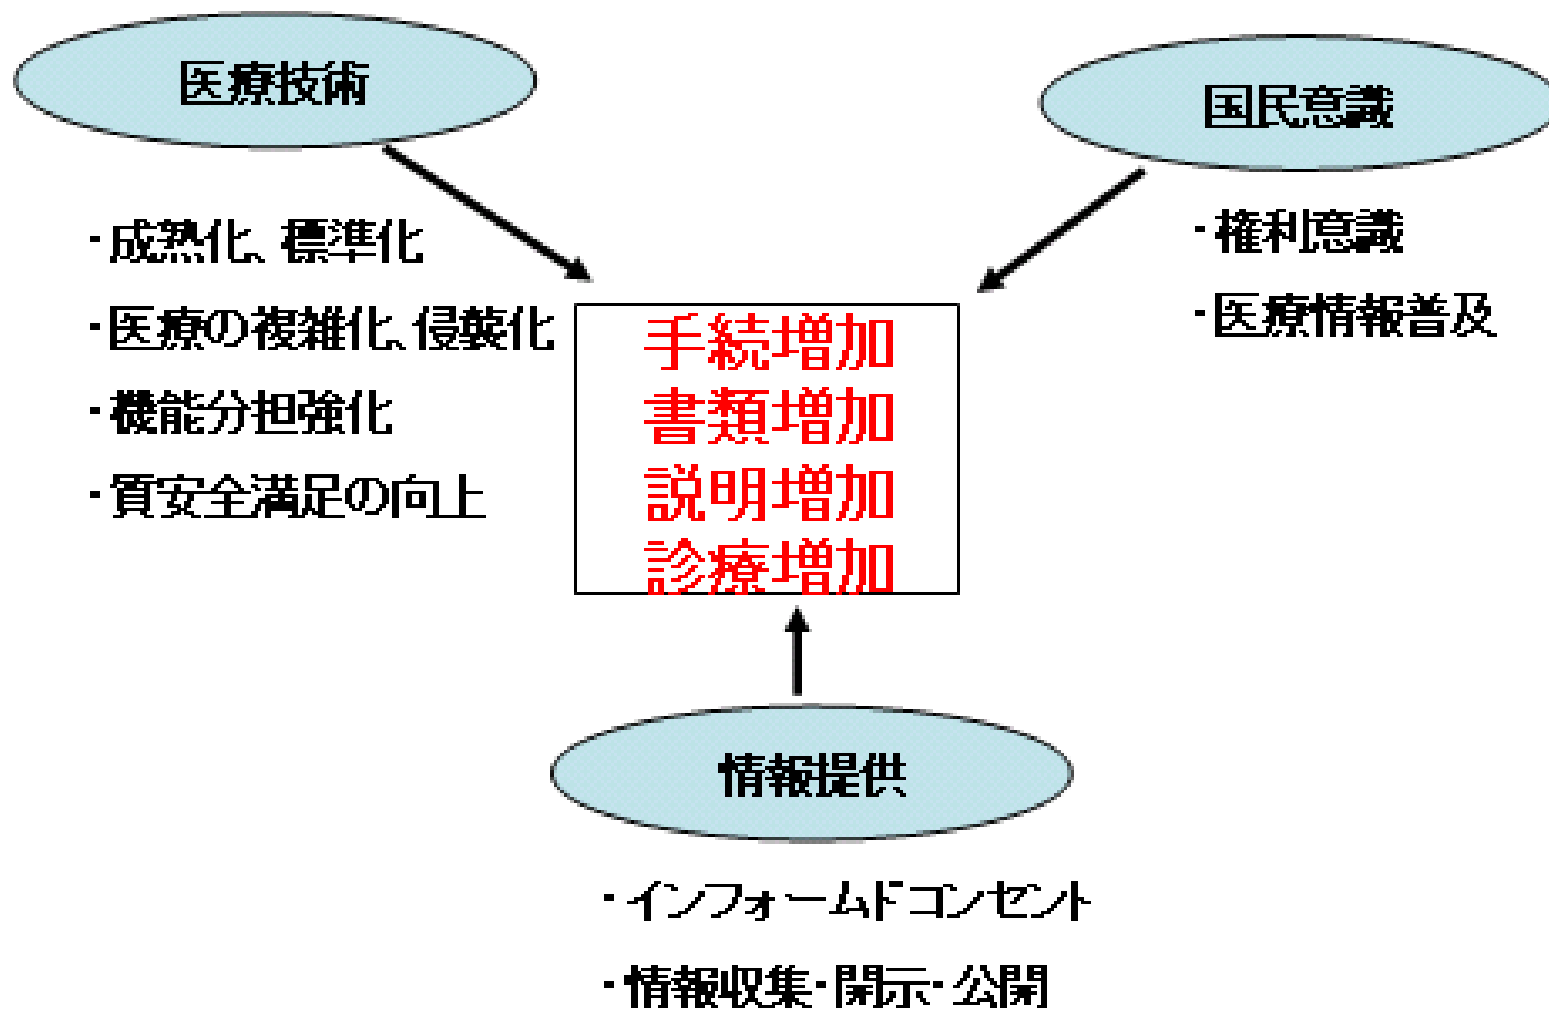 医療技術
・成熟化、標準化
・医療の複雑化、侵襲化
・機能分担強化
・質安全満足の向上
国民意識
・権利意識
・医療情報普及
手続増加
書類増加
説明増加
診療増加
情報提供
・インフォームドコンセント
・情報収集・開示・公開